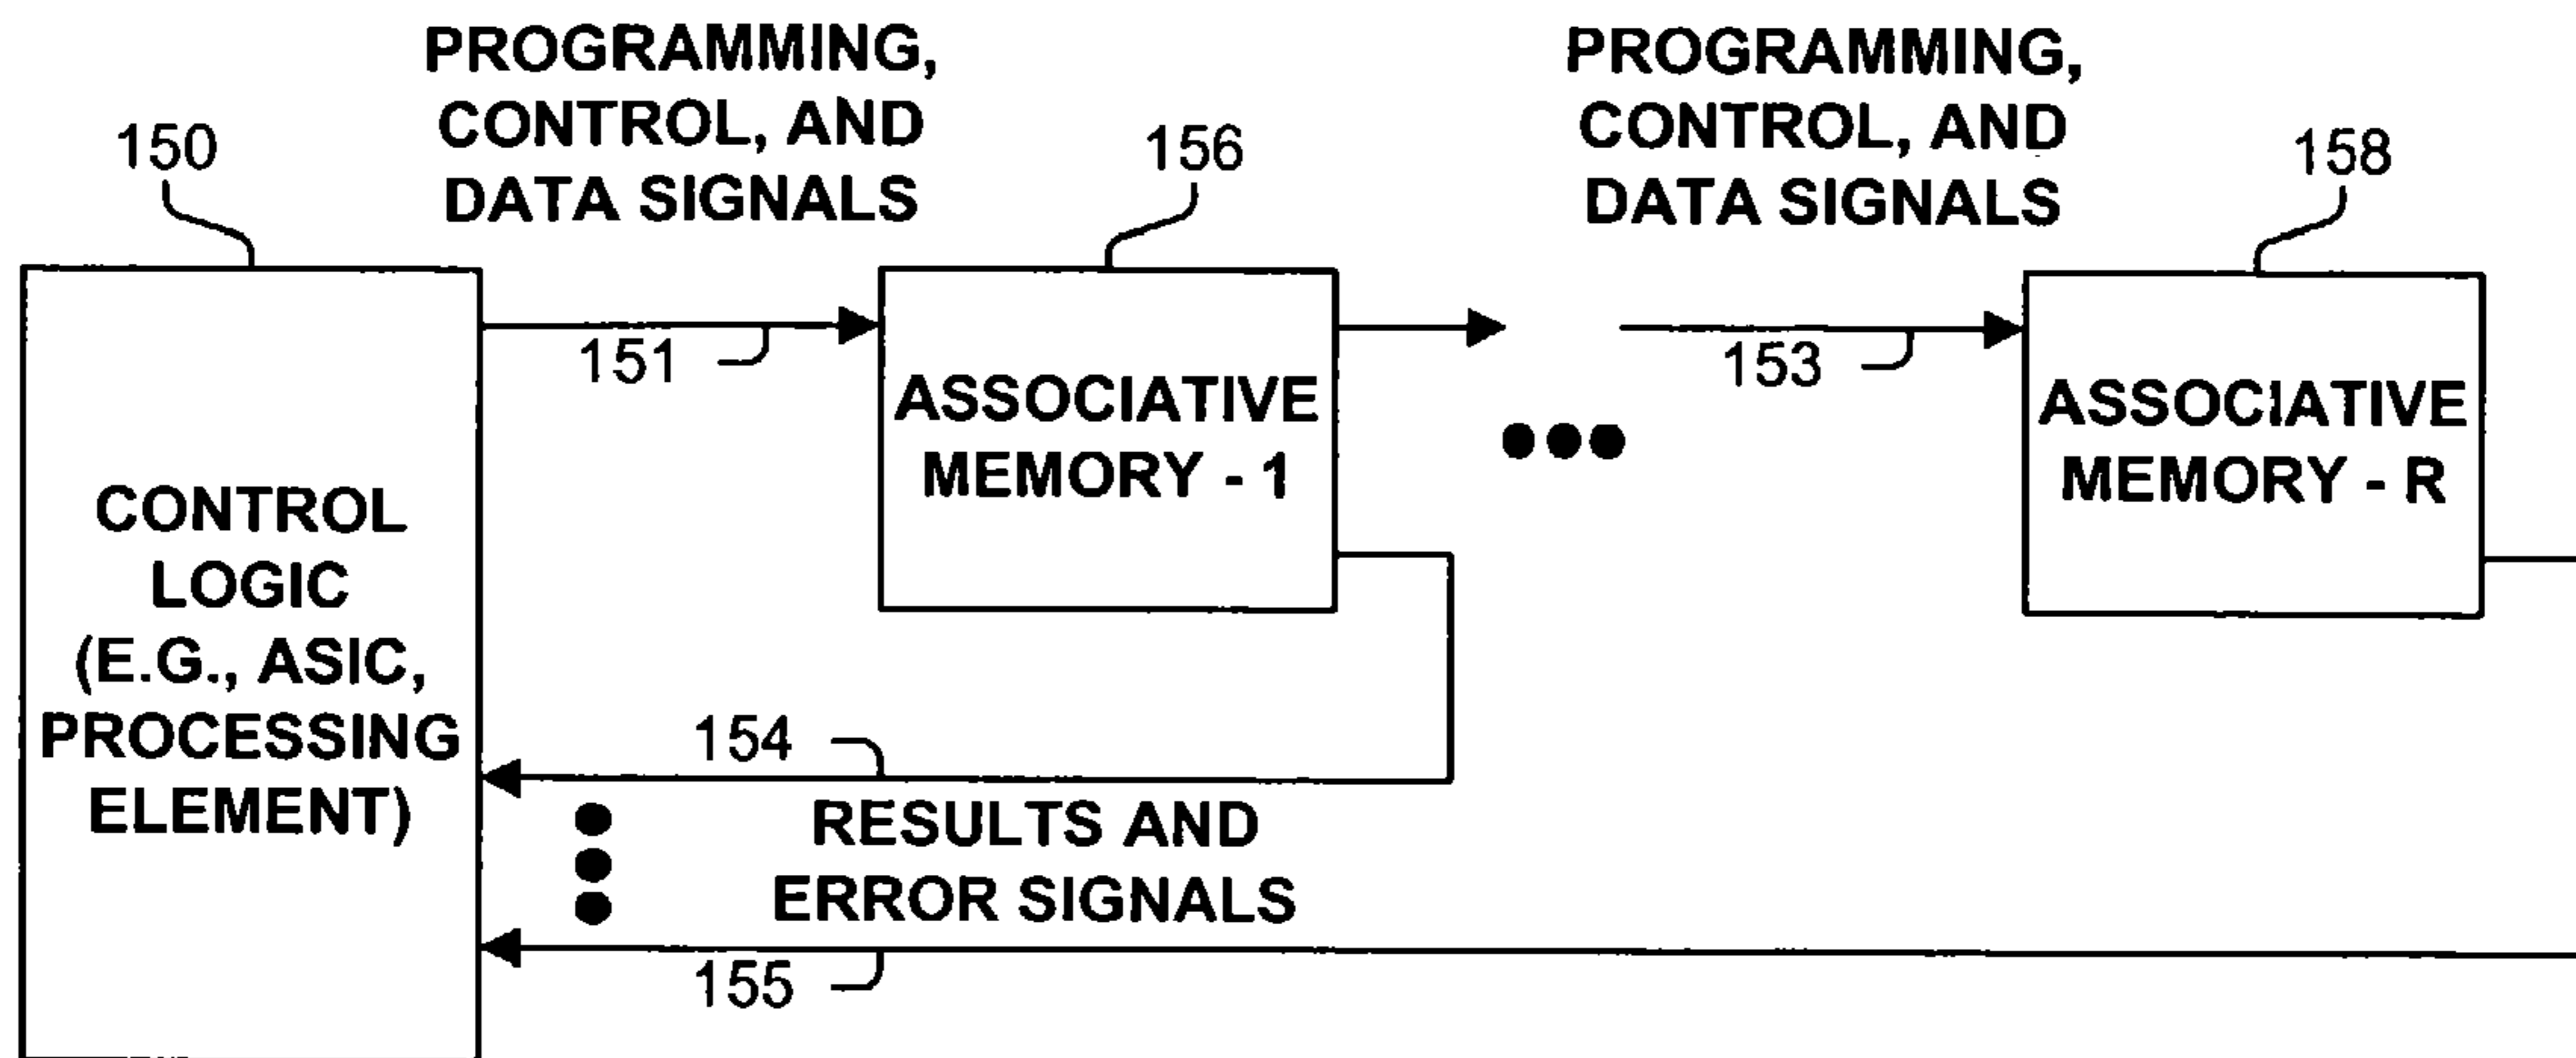 PROGRAMMING,
CONTROL, AND
DATA SIGNALS
PROGRAMMING,
CONTROL, AND
DATA SIGNALS
150
156
158
151
153
ASSOCIATIVE
MEMORY - 1
ASSOCIATIVE
MEMORY - R
CONTROL
LOGIC
(E.G., ASIC,
PROCESSING
ELEMENT)
154
RESULTS AND
ERROR SIGNALS
155